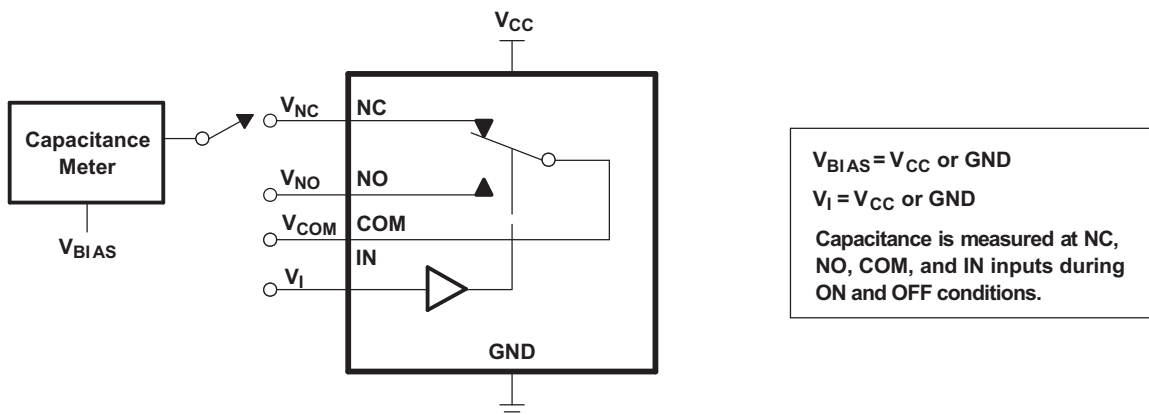 VCC
Capacitance
Meter
VBIAS
VNC
NC
VNO
NO
VCOM
COM
IN
VI
GND
VBIAS = VCC or GND
VI = VCC or GND
Capacitance is measured at NC,
NO, COM, and IN inputs during
ON and OFF conditions.